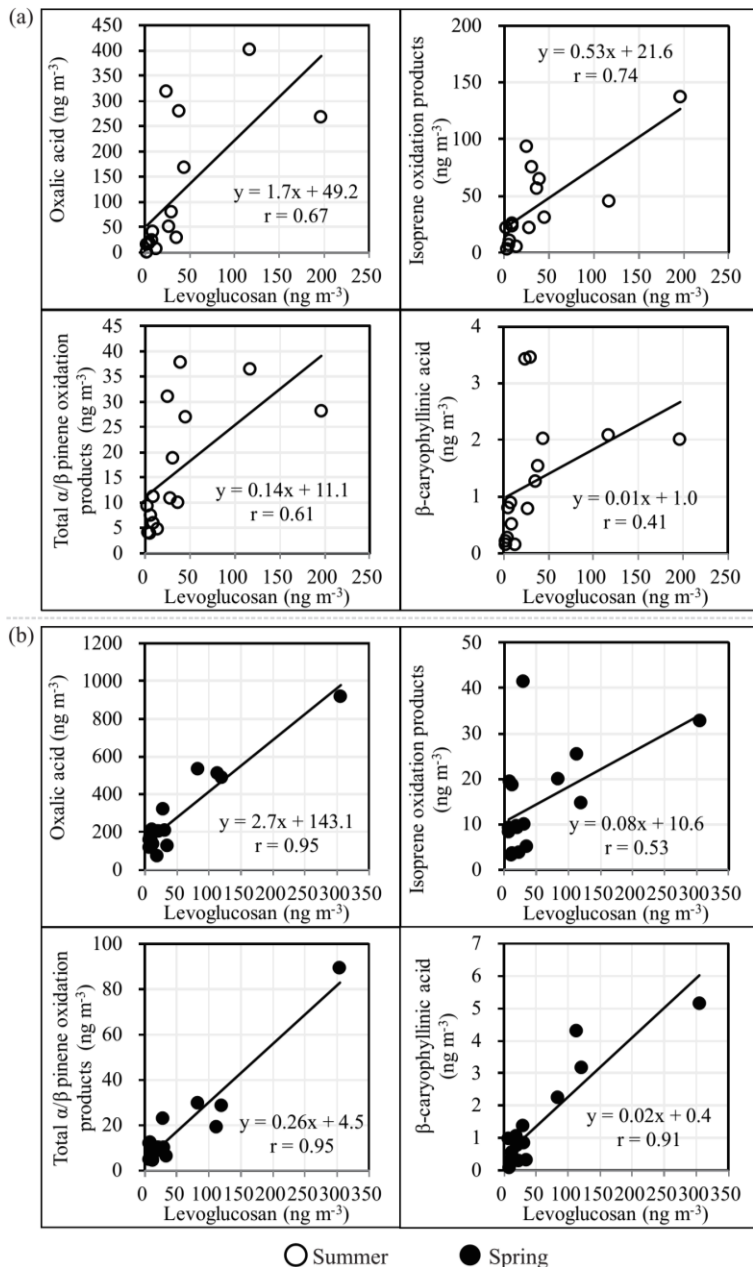 (a)
Oxalic acid (ng m⁻³)
450
400
350
300
250
200
150
100
50
0
y = 1.7x + 49.2
r = 0.67
0 50 100 150 200 250
Levoglucosan (ng m⁻³)
Isoprene oxidation products
(ng m⁻³)
200
150
100
50
0
y = 0.53x + 21.6
r = 0.74
0 50 100 150 200 250
Levoglucosan (ng m⁻³)
Total α/β pinene oxidation
products (ng m⁻³)
45
40
35
30
25
20
15
10
5
0
y = 0.14x + 11.1
r = 0.61
0 50 100 150 200 250
Levoglucosan (ng m⁻³)
β-caryophyllinic acid
(ng m⁻³)
4
3
2
1
0
y = 0.01x + 1.0
r = 0.41
0 50 100 150 200 250
Levoglucosan (ng m⁻³)
(b)
Oxalic acid (ng m⁻³)
1200
1000
800
600
400
200
0
y = 2.7x + 143.1
r = 0.95
0 50 100 150 200 250 300 350
Levoglucosan (ng m⁻³)
Isoprene oxidation products
(ng m⁻³)
50
40
30
20
10
0
y = 0.08x + 10.6
r = 0.53
0 50 100 150 200 250 300 350
Levoglucosan (ng m⁻³)
Total α/β pinene oxidation
products (ng m⁻³)
100
80
60
40
20
0
y = 0.26x + 4.5
r = 0.95
0 50 100 150 200 250 300 350
Levoglucosan (ng m⁻³)
β-caryophyllinic acid
(ng m⁻³)
7
6
5
4
3
2
1
0
y = 0.02x + 0.4
r = 0.91
0 50 100 150 200 250 300 350
Levoglucosan (ng m⁻³)
Summer Spring